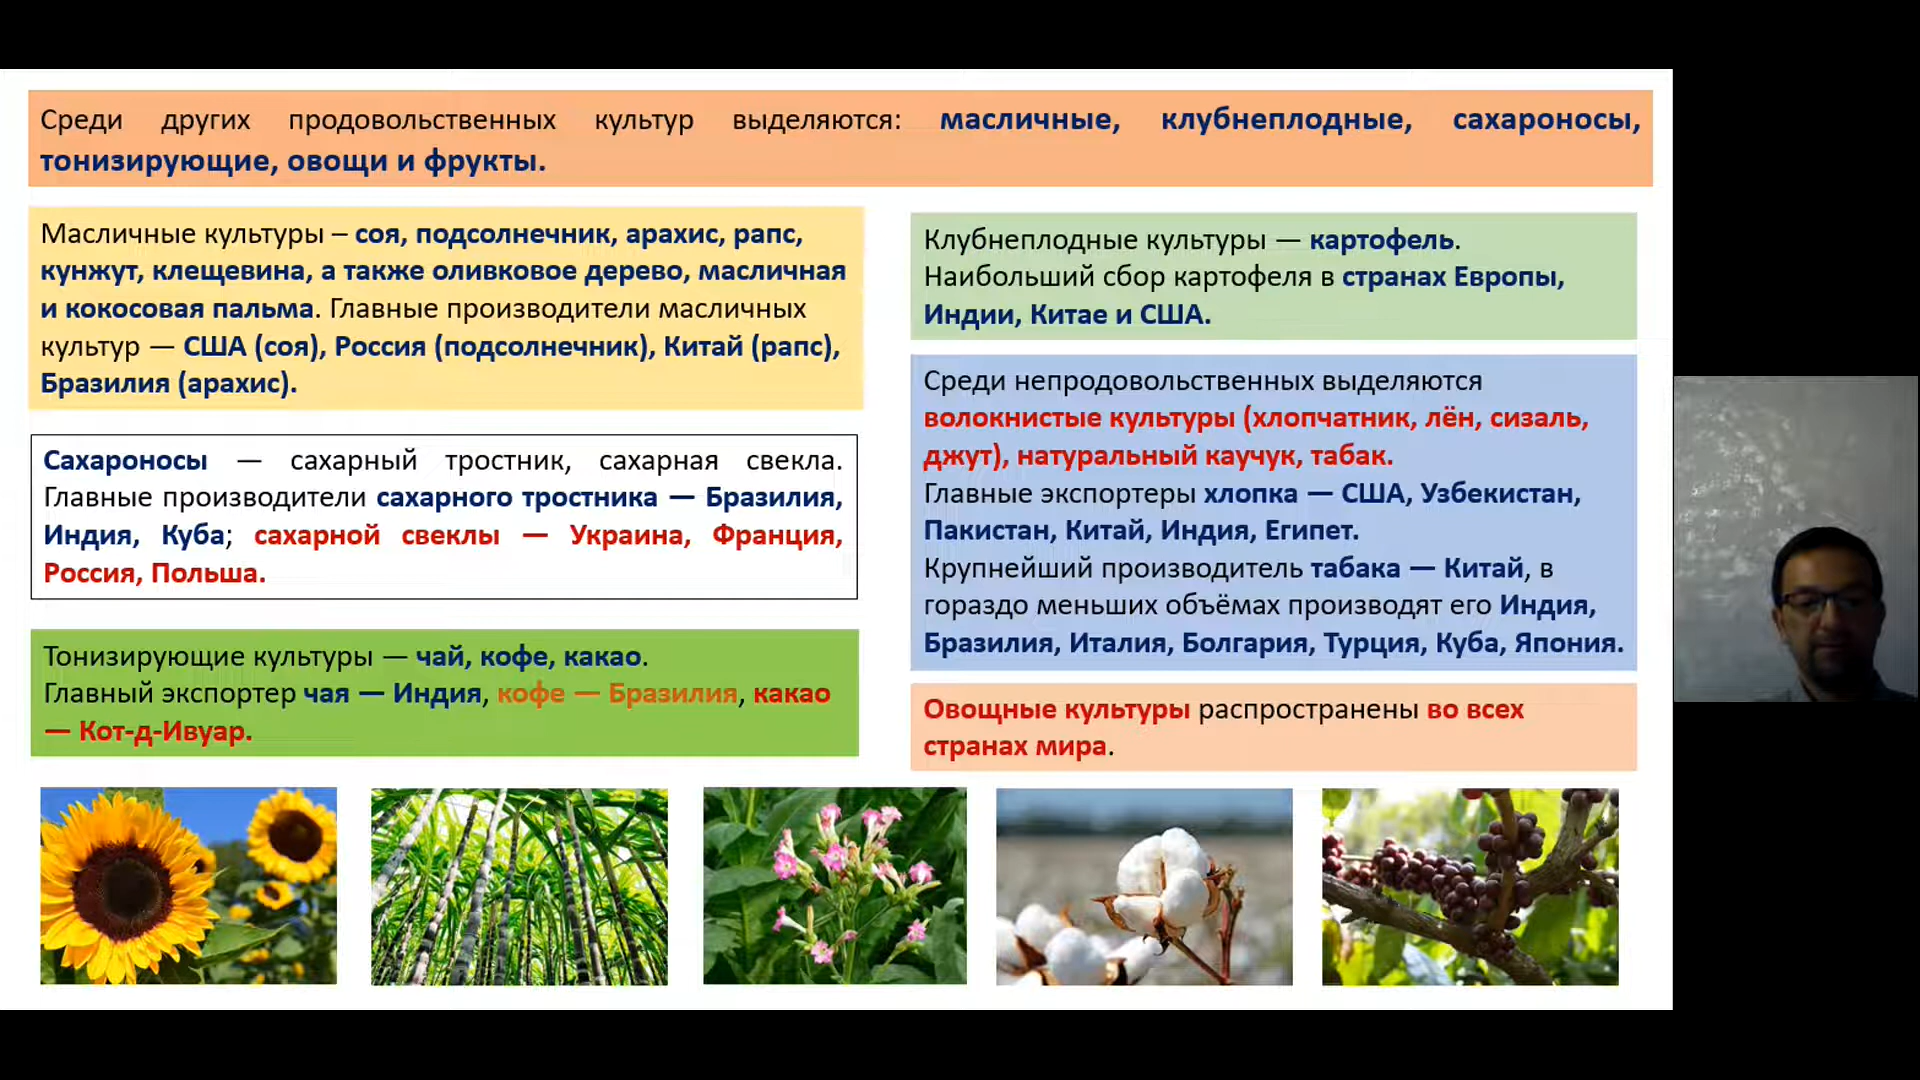 Среди других продовольственных культур выделяются: масличные, клубнеплодные, сахароносы,
тонизирующие, овощи и фрукты.
Масличные культуры – соя, подсолнечник, арахис, рапс,
кунжут, клещевина, а также оливковое дерево, масличная
и кокосовая пальма. Главные производители масличных
культур — США (соя), Россия (подсолнечник), Китай (рапс),
Бразилия (арахис).
Сахароносы — сахарный тростник, сахарная свекла.
Главные производители сахарного тростника — Бразилия,
Индия, Куба; сахарной свеклы — Украина, Франция,
Россия, Польша.
Тонизирующие культуры — чай, кофе, какао.
Главный экспортер чая — Индия, кофе — Бразилия, какао
— Кот-д-Ивуар.
Клубнеплодные культуры — картофель.
Наибольший сбор картофеля в странах Европы,
Индии, Китае и США.
Среди непродовольственных выделяются
волокнистые культуры (хлопчатник, лён, сизаль,
джут), натуральный каучук, табак.
Главные экспортеры хлопка — США, Узбекистан,
Пакистан, Китай, Индия, Египет.
Крупнейший производитель табака — Китай, в
гораздо меньших объёмах производят его Индия,
Бразилия, Италия, Болгария, Турция, Куба, Япония.
Овощные культуры распространены во всех
странах мира.